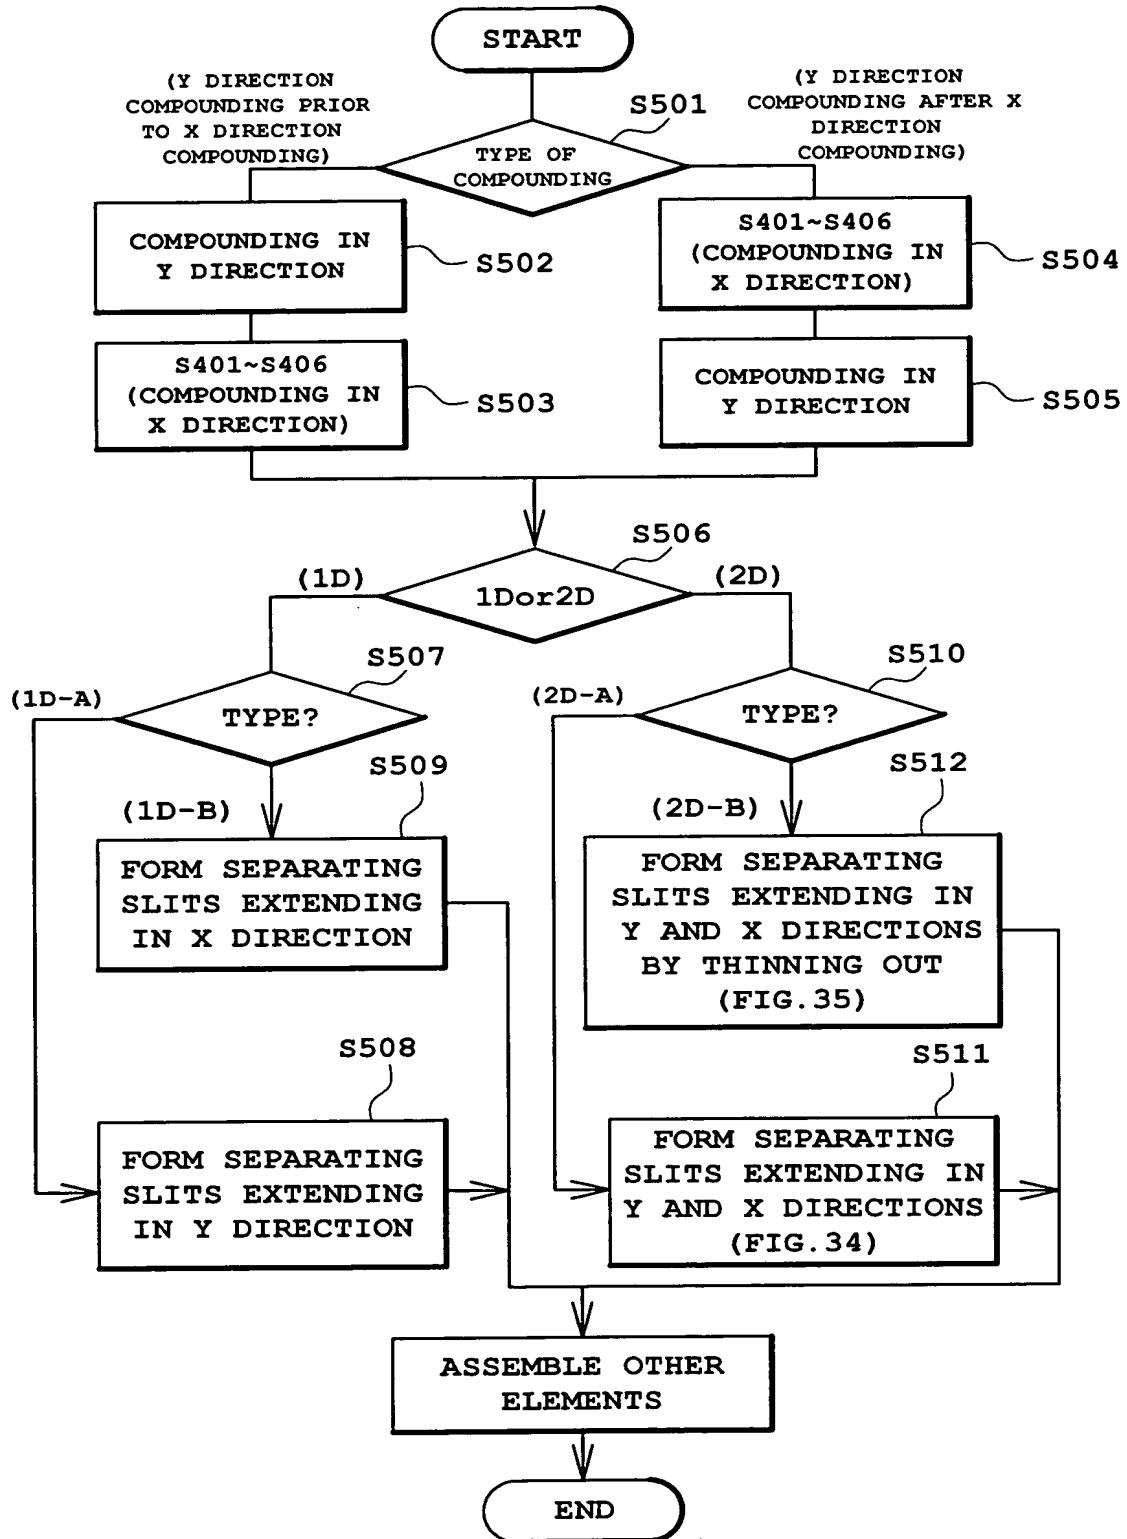 START
(Y DIRECTION
COMPOUNDING PRIOR
TO X DIRECTION
COMPOUNDING)
(Y DIRECTION
COMPOUNDING AFTER X
DIRECTION
COMPOUNDING)
S501
TYPE OF
COMPOUNDING
COMPOUNDING IN
Y DIRECTION
S502
S401~S406
(COMPOUNDING IN
X DIRECTION)
S504
S401~S406
(COMPOUNDING IN
X DIRECTION)
S503
COMPOUNDING IN
Y DIRECTION
S505
S506
(1D)
1Dor2D
(2D)
S507
(1D-A)
TYPE?
S510
(2D-A)
TYPE?
S509
(1D-B)
FORM SEPARATING
SLITS EXTENDING
IN X DIRECTION
S512
(2D-B)
FORM SEPARATING
SLITS EXTENDING IN
Y AND X DIRECTIONS
BY THINNING OUT
(FIG.35)
S508
FORM SEPARATING
SLITS EXTENDING
IN Y DIRECTION
S511
FORM SEPARATING
SLITS EXTENDING IN
Y AND X DIRECTIONS
(FIG.34)
ASSEMBLE OTHER
ELEMENTS
END